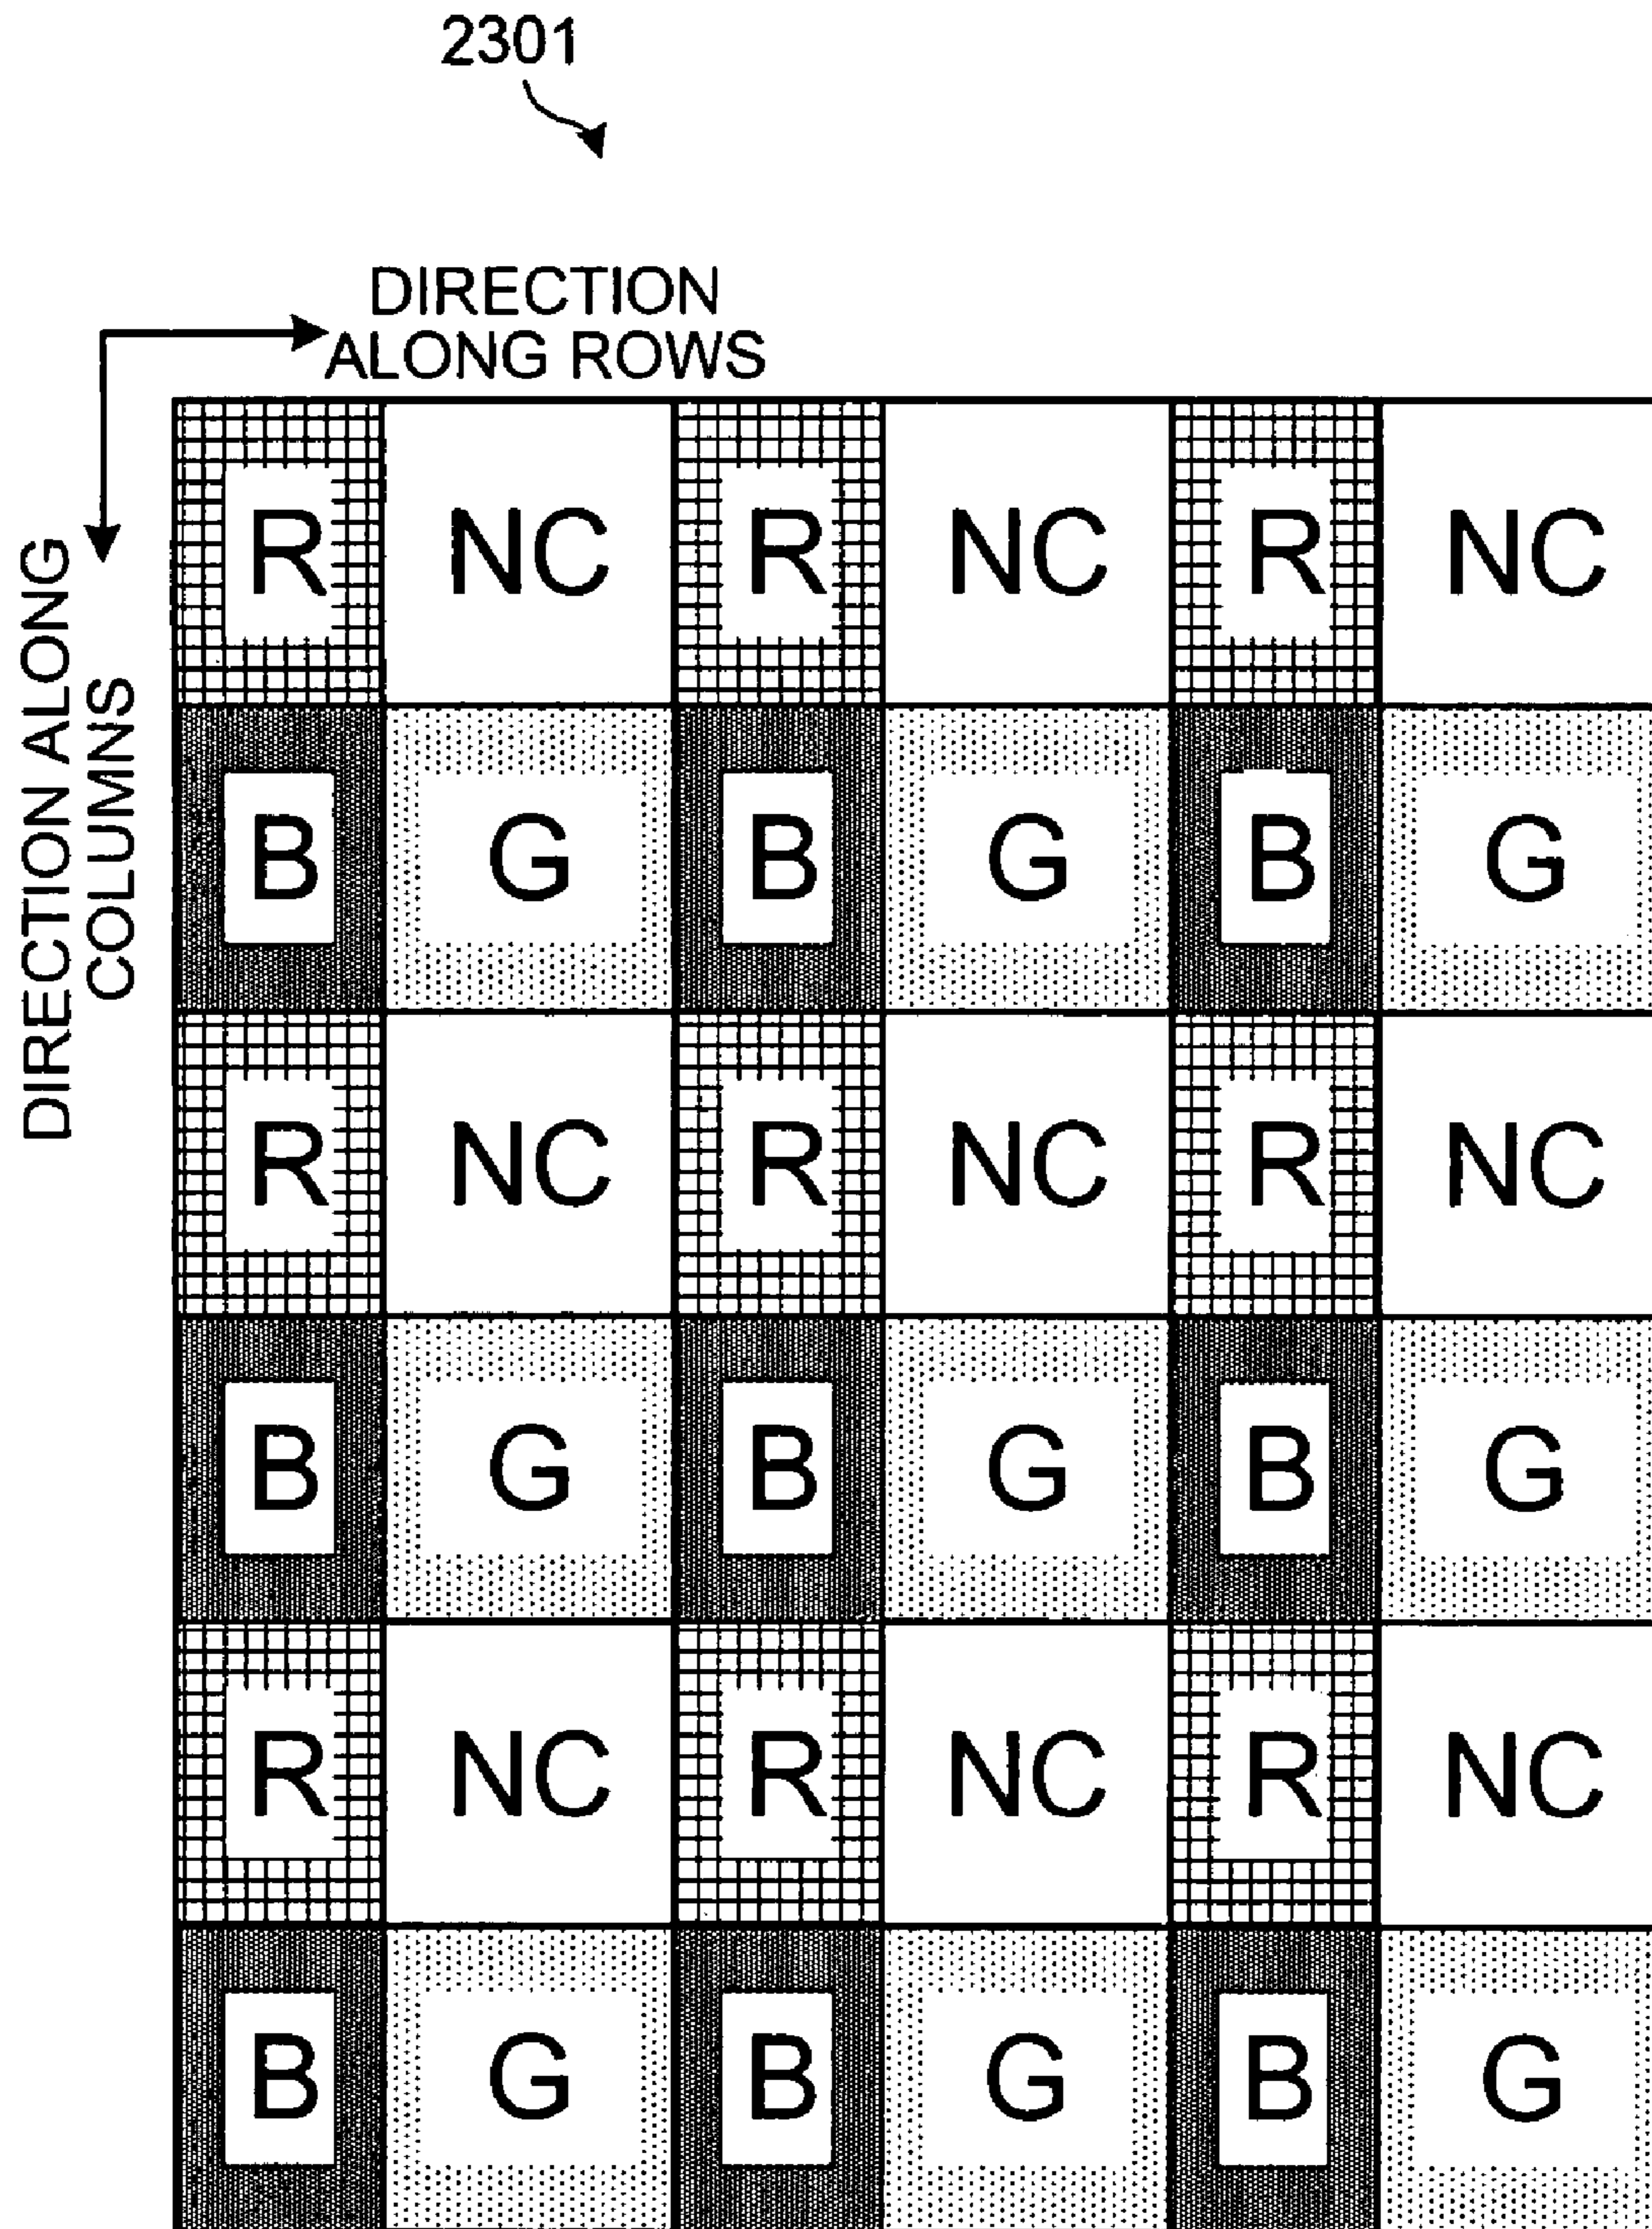 2301
DIRECTION
ALONG ROWS
DIRECTION ALONG
COLUMNS
R NC R NC R NC
B G B G B G
R NC R NC R NC
B G B G B G
R NC R NC R NC
B G B G B G